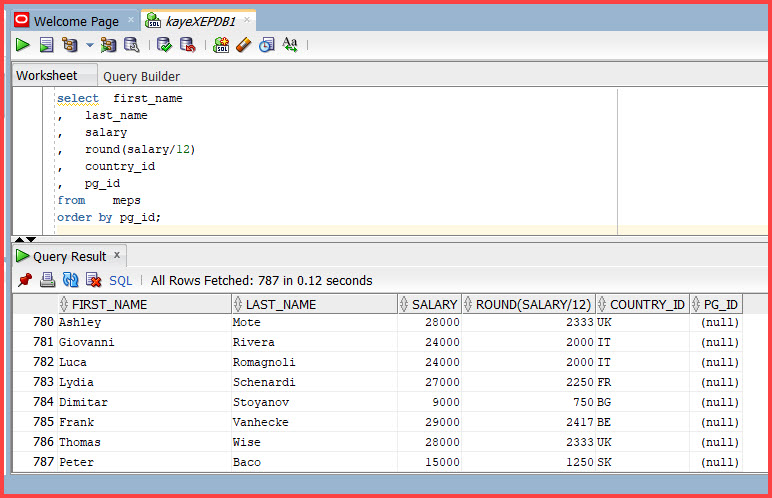 Welcome Page × kayeXEPDB1 ×
SQL SQL Aa
Worksheet Query Builder
select first_name
, last_name
, salary
, round(salary/12)
, country_id
, pg_id
from meps
order by pg_id;
Query Result ×
SQL | All Rows Fetched: 787 in 0.12 seconds
FIRST_NAME LAST_NAME SALARY ROUND(SALARY/12) COUNTRY_ID PG_ID
780 Ashley Mote 28000 2333 UK (null)
781 Giovanni Rivera 24000 2000 IT (null)
782 Luca Romagnoli 24000 2000 IT (null)
783 Lydia Schenardi 27000 2250 FR (null)
784 Dimitar Stoyanov 9000 750 BG (null)
785 Frank Vanhecke 29000 2417 BE (null)
786 Thomas Wise 28000 2333 UK (null)
787 Peter Baco 15000 1250 SK (null)